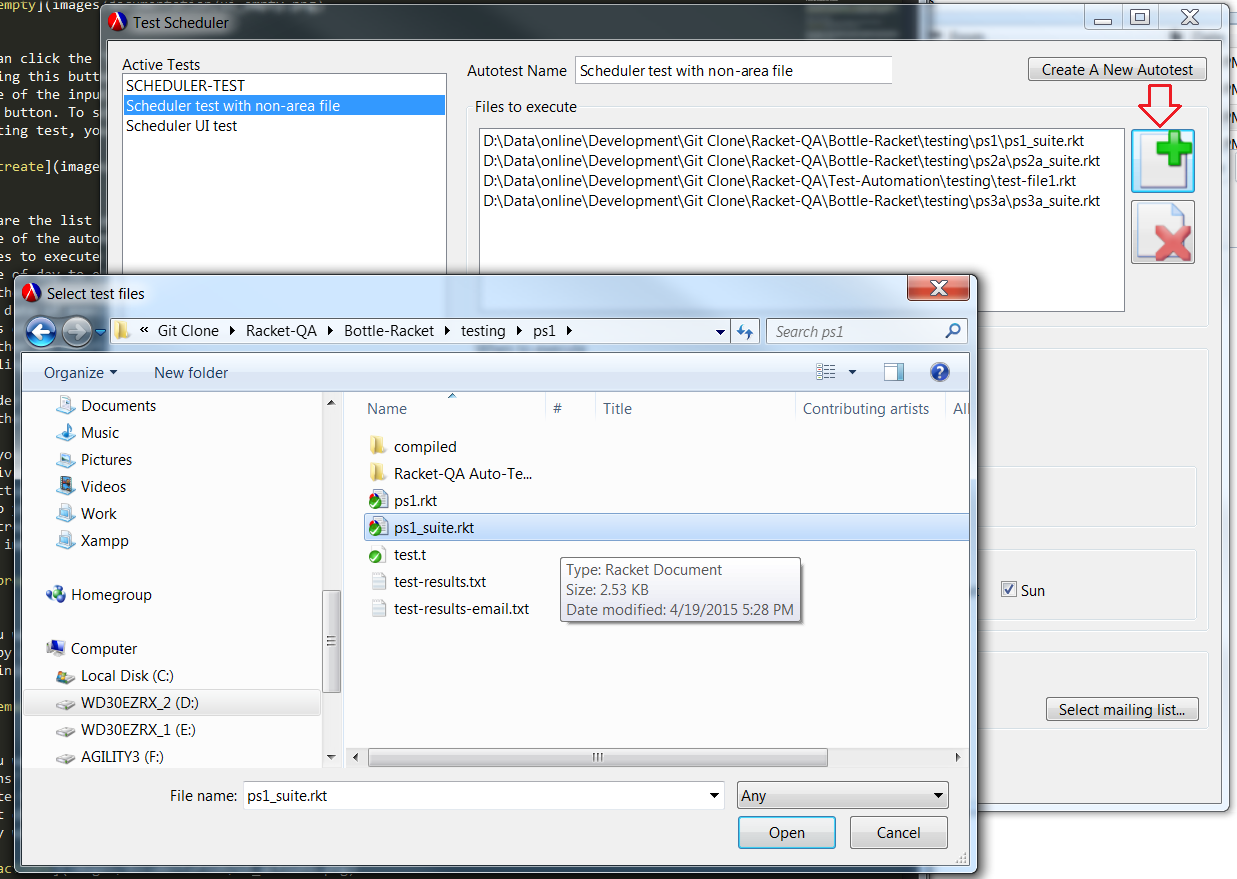 empty](images
Test Scheduler
an click the
ing this butt
e of the inpu
button. To s
ting test, yo
create](image
are the list
e of the auto
es to execute
Active Tests
SCHEDULER-TEST
Scheduler test with non-area file
Scheduler UI test
Autotest Name
Scheduler test with non-area file
Create A New Autotest
Files to execute
D:\Data\online\Development\Git Clone\Racket-QA\Bottle-Racket\testing\ps1\ps1_suite.rkt
D:\Data\online\Development\Git Clone\Racket-QA\Bottle-Racket\testing\ps2a\ps2a_suite.rkt
D:\Data\online\Development\Git Clone\Racket-QA\Test-Automation\testing\test-file1.rkt
D:\Data\online\Development\Git Clone\Racket-QA\Bottle-Racket\testing\ps3a\ps3a_suite.rkt
Select test files
« Git Clone Racket-QA Bottle-Racket testing ps1
Search ps1
Organize New folder
Documents
Music
Pictures
Videos
Work
Xampp
Homegroup
Computer
Local Disk (C:)
WD30EZRX_2 (D:)
WD30EZRX_1 (E:)
AGILITY3 (F:)
Name # Title Contributing artists All
compiled
Racket-QA Auto-Te...
ps1.rkt
ps1_suite.rkt
test.t
test-results.txt
test-results-email.txt
Type: Racket Document
Size: 2.53 KB
Date modified: 4/19/2015 5:28 PM
Sun
Select mailing list...
File name: ps1_suite.rkt
Any
Open
Cancel